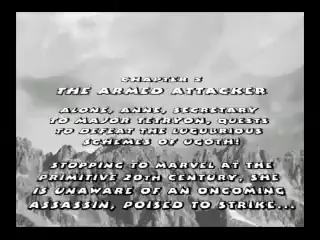 CHAPTER 5
THE ARMED ATTACKER
ALONE, ANNE, SECRETARY
TO MAJOR TETRYON, QUESTS
TO DEFEAT THE LUGUBRIOUS
SCHEMES OF UGOTH!
STOPPING TO MARVEL AT THE
PRIMITIVE 20TH CENTURY, SHE
IS UNAWARE OF AN ONCOMING
ASSASSIN, POISED TO STRIKE...